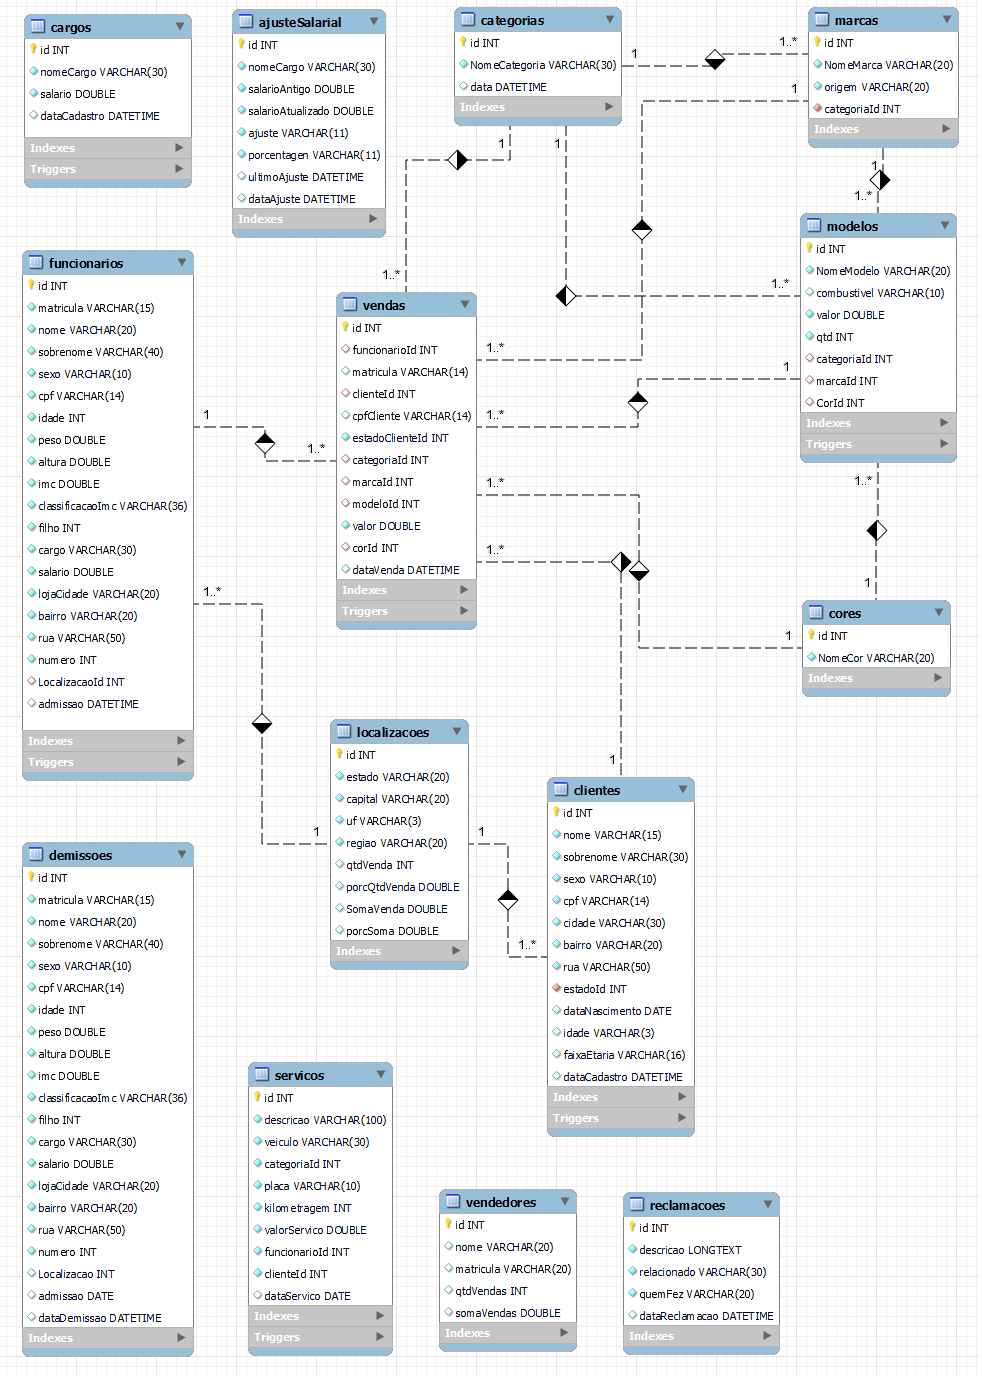 cargos
id INT
nomeCargo VARCHAR(30)
salario DOUBLE
dataCadastro DATETIME
Indexes
Triggers
ajusteSalarial
id INT
nomeCargo VARCHAR(30)
salarioAntigo DOUBLE
salarioAtualizado DOUBLE
ajuste VARCHAR(11)
porcentagen VARCHAR(11)
ultimoAjuste DATETIME
dataAjuste DATETIME
Indexes
categorias
id INT
NomeCategoria VARCHAR(30)
data DATETIME
Indexes
1
1..*
marcas
id INT
NomeMarca VARCHAR(20)
origem VARCHAR(20)
categoriaId INT
Indexes
1
1
1
1
1..*
modelos
id INT
NomeModelo VARCHAR(20)
combustivel VARCHAR(10)
valor DOUBLE
qtd INT
categoriaId INT
marcaId INT
CorId INT
Indexes
Triggers
1..*
1..*
1
funcionarios
id INT
matricula VARCHAR(15)
nome VARCHAR(20)
sobrenome VARCHAR(40)
sexo VARCHAR(10)
cpf VARCHAR(14)
idade INT
peso DOUBLE
altura DOUBLE
imc DOUBLE
classificacaoImc VARCHAR(36)
filho INT
cargo VARCHAR(30)
salario DOUBLE
lojaCidade VARCHAR(20)
bairro VARCHAR(20)
rua VARCHAR(50)
numero INT
LocalizacaoId INT
admissao DATETIME
Indexes
Triggers
1
1..*
1..*
1
vendas
id INT
funcionarioId INT
matricula VARCHAR(14)
clienteId INT
cpfCliente VARCHAR(14)
estadoClienteId INT
categoriaId INT
marcaId INT
modeloId INT
valor DOUBLE
corId INT
dataVenda DATETIME
Indexes
Triggers
1..*
1..*
1..*
1..*
1..*
1
1
1
cores
id INT
NomeCor VARCHAR(20)
Indexes
localizacoes
id INT
estado VARCHAR(20)
capital VARCHAR(20)
uf VARCHAR(3)
regiao VARCHAR(20)
qtdVenda INT
porcQtdVenda DOUBLE
SomaVenda DOUBLE
porcSoma DOUBLE
Indexes
1
1..*
clientes
id INT
nome VARCHAR(15)
sobrenome VARCHAR(30)
sexo VARCHAR(10)
cpf VARCHAR(14)
cidade VARCHAR(30)
bairro VARCHAR(20)
rua VARCHAR(50)
estadoId INT
dataNascimento DATE
idade VARCHAR(3)
faixaEtaria VARCHAR(16)
dataCadastro DATETIME
Indexes
Triggers
demissoes
id INT
matricula VARCHAR(15)
nome VARCHAR(20)
sobrenome VARCHAR(40)
sexo VARCHAR(10)
cpf VARCHAR(14)
idade INT
peso DOUBLE
altura DOUBLE
imc DOUBLE
classificacaoImc VARCHAR(36)
filho INT
cargo VARCHAR(30)
salario DOUBLE
lojaCidade VARCHAR(20)
bairro VARCHAR(20)
rua VARCHAR(50)
numero INT
Localizacao INT
admissao DATE
dataDemissao DATETIME
Indexes
servicos
id INT
descricao VARCHAR(100)
veiculo VARCHAR(30)
categoriaId INT
placa VARCHAR(10)
kilometragem INT
valorServico DOUBLE
funcionarioId INT
clienteId INT
dataServico DATE
Indexes
Triggers
vendedores
id INT
nome VARCHAR(20)
matricula VARCHAR(20)
qtdVendas INT
somaVendas DOUBLE
Indexes
reclamacoes
id INT
descricao LONGTEXT
relacionado VARCHAR(30)
quemFez VARCHAR(20)
dataReclamacao DATETIME
Indexes